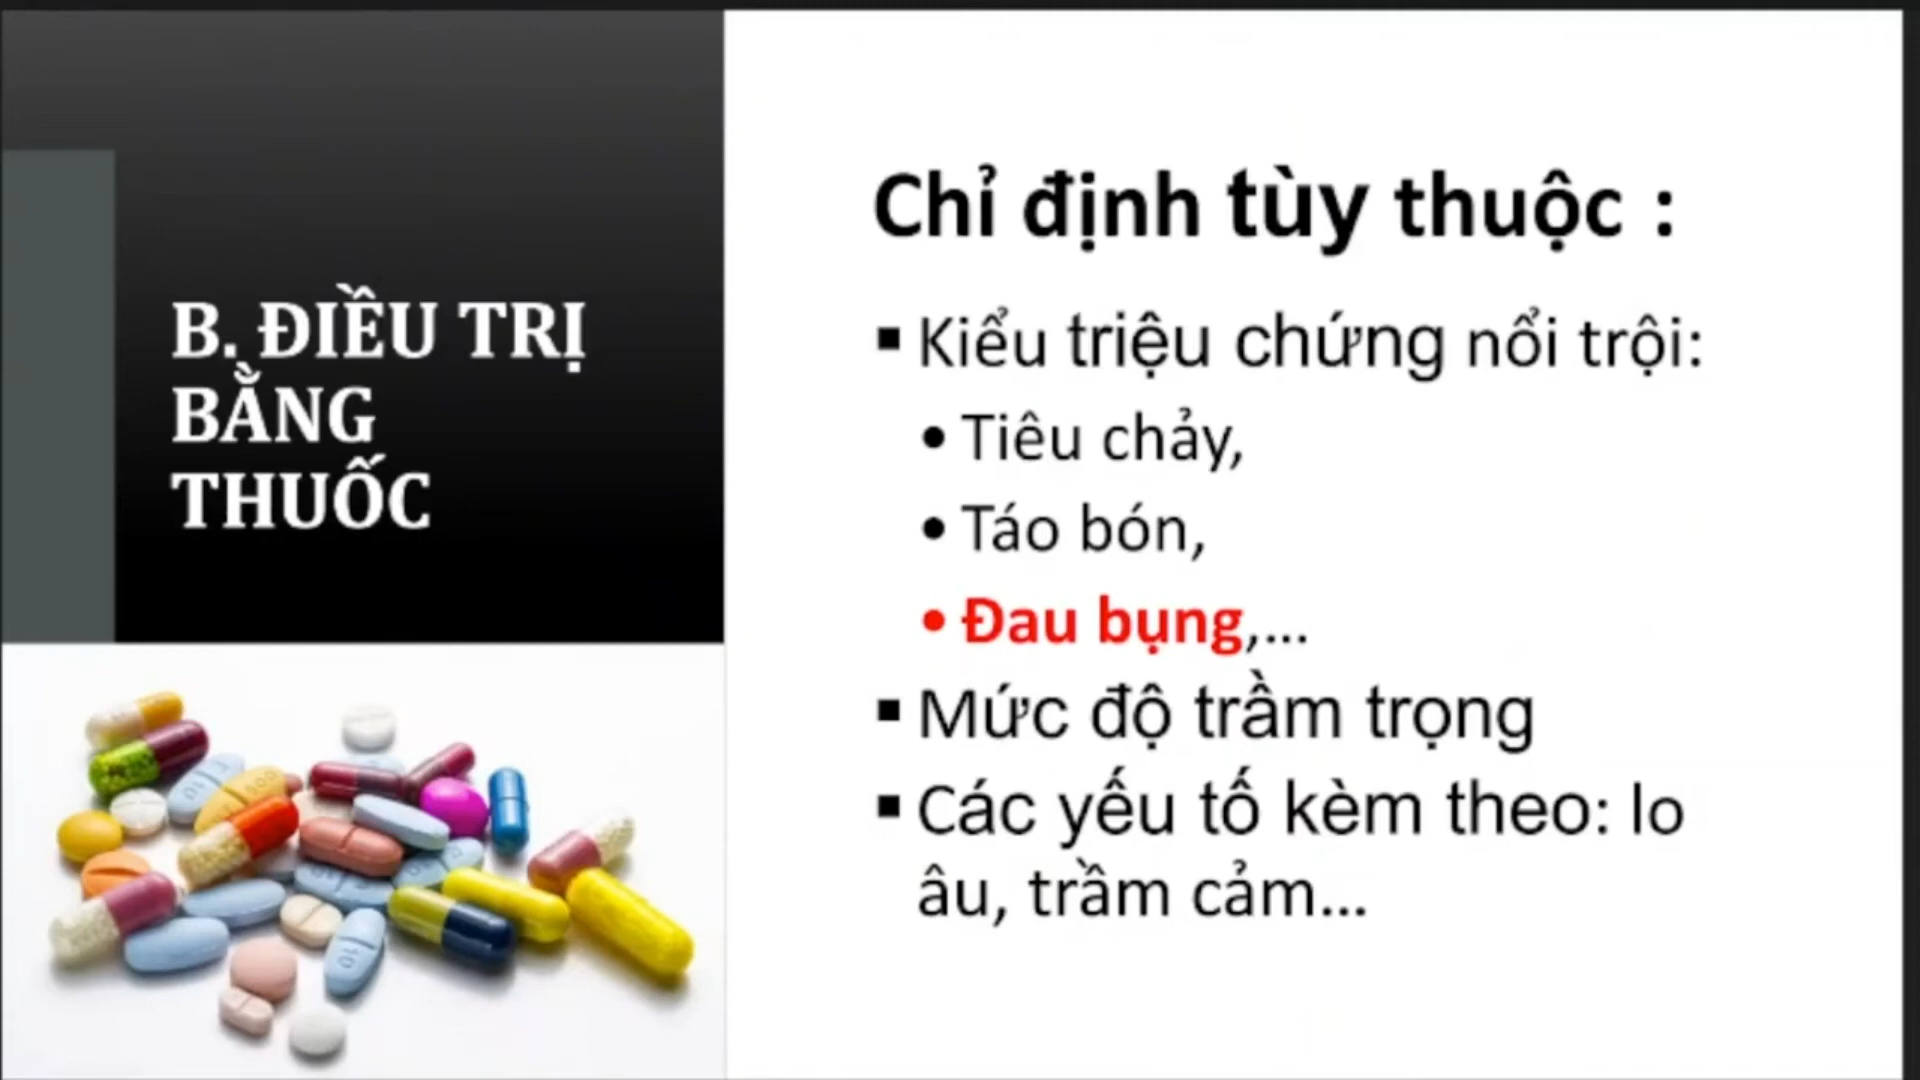 B. ĐIỀU TRỊ
BẰNG
THUỐC
Chỉ định tùy thuộc :
▪ Kiểu triệu chứng nổi trội:
• Tiêu chảy,
• Táo bón,
• Đau bụng,...
▪ Mức độ trầm trọng
▪ Các yếu tố kèm theo: lo
âu, trầm cảm...